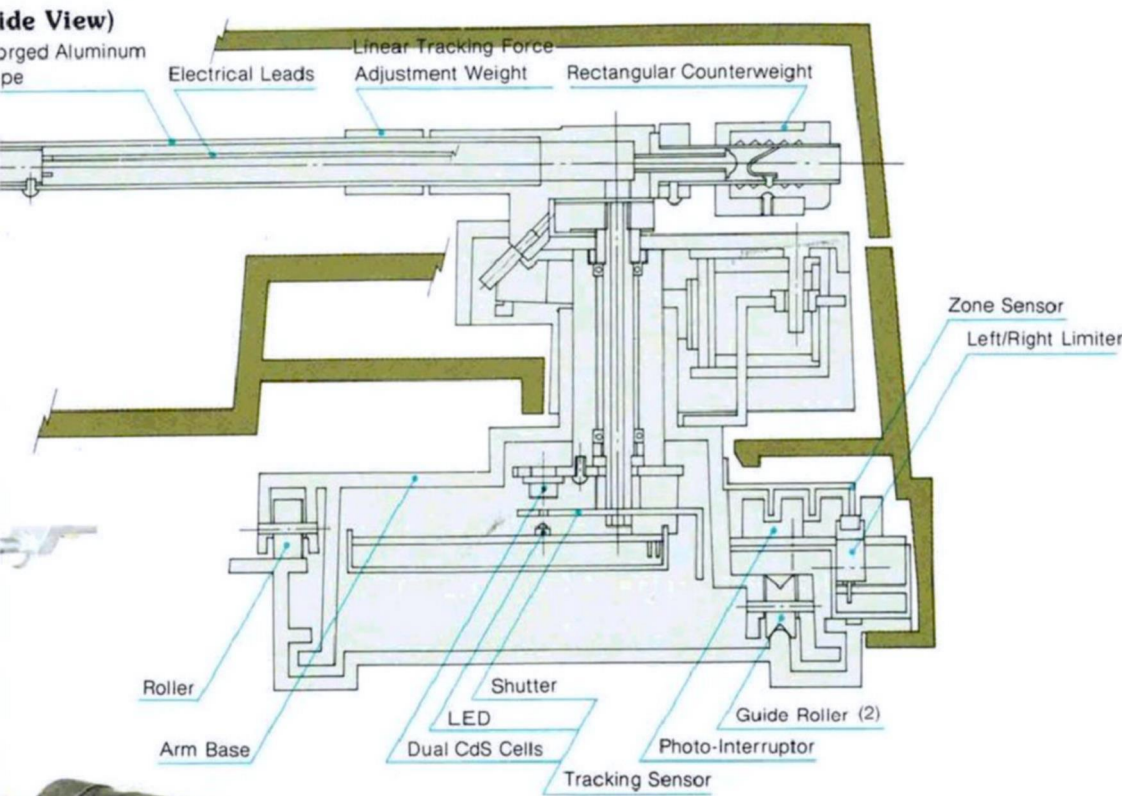 ide View)
orged Aluminum
pe
Electrical Leads
Linear Tracking Force
Adjustment Weight
Rectangular Counterweight
Zone Sensor
Left/Right Limiter
Roller
Arm Base
Shutter
LED
Dual CdS Cells
Tracking Sensor
Guide Roller (2)
Photo-Interruptor